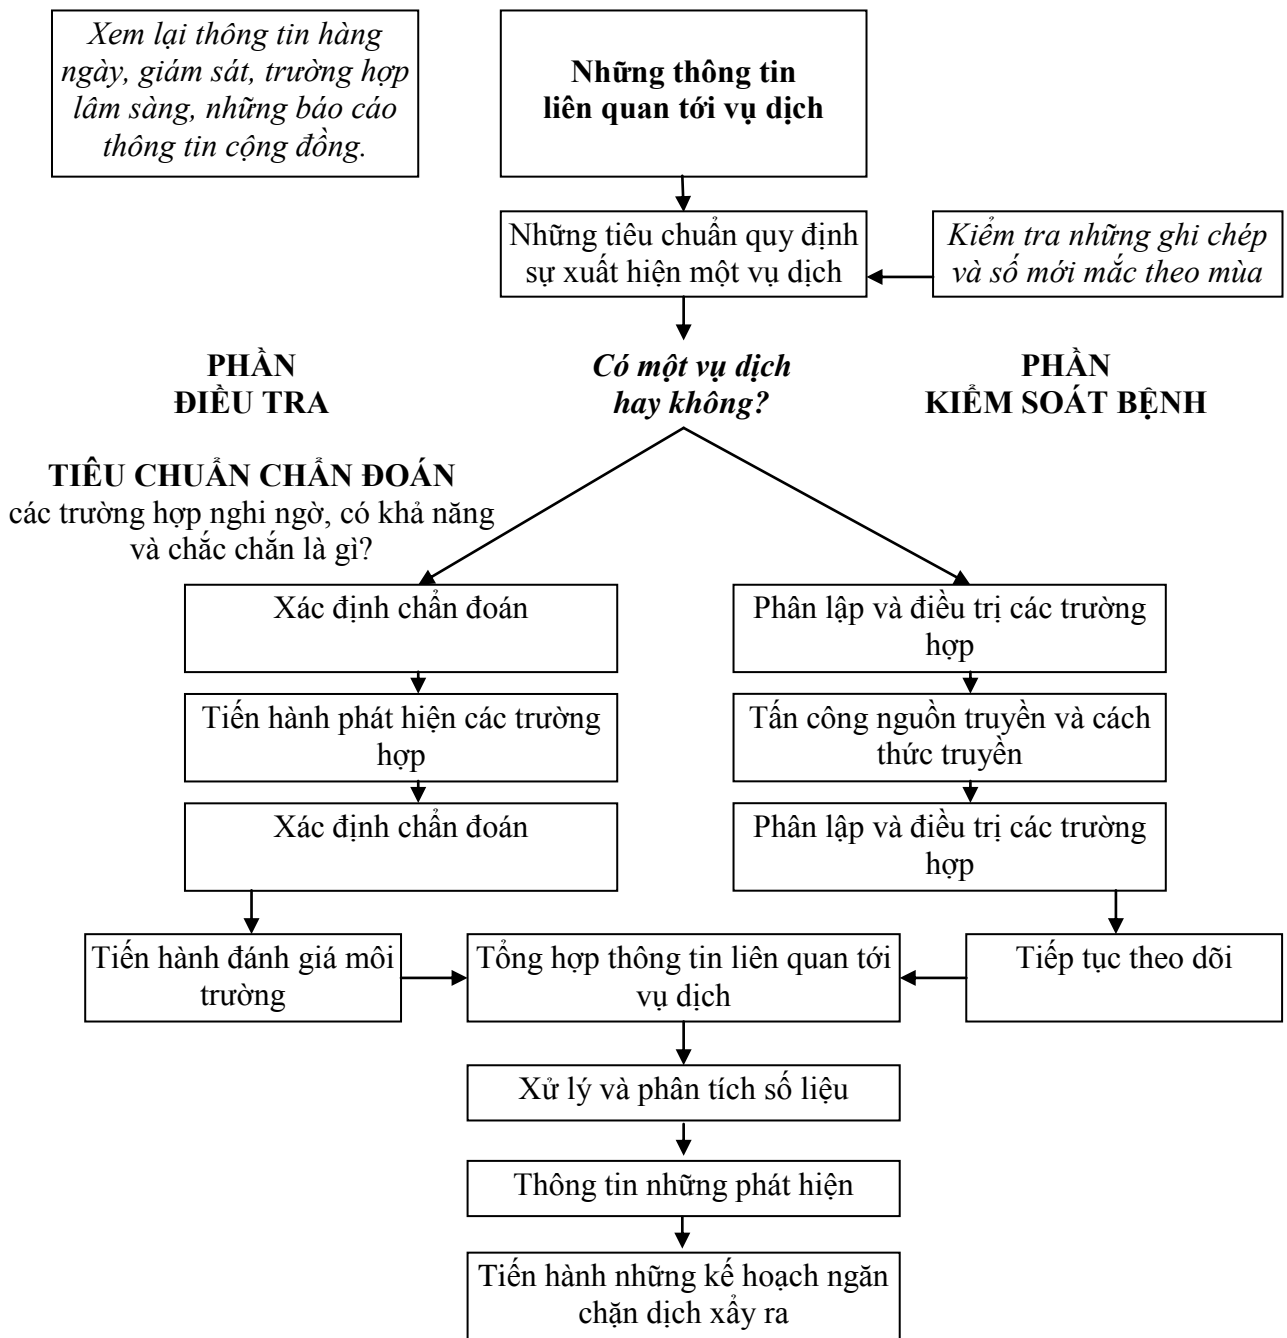 Xem lại thông tin hàng
ngày, giám sát, trường hợp
lâm sàng, những báo cáo
thông tin cộng đồng.
Những thông tin
liên quan tới vụ dịch
Những tiêu chuẩn quy định
sự xuất hiện một vụ dịch
Kiểm tra những ghi chép
và số mới mắc theo mùa
PHẦN
ĐIỀU TRA
Có một vụ dịch
hay không?
PHẦN
KIỂM SOÁT BỆNH
TIÊU CHUẨN CHẨN ĐOÁN
các trường hợp nghi ngờ, có khả năng
và chắc chắn là gì?
Xác định chẩn đoán
Phân lập và điều trị các trường
hợp
Tiến hành phát hiện các trường
hợp
Tấn công nguồn truyền và cách
thức truyền
Xác định chẩn đoán
Phân lập và điều trị các trường
hợp
Tiến hành đánh giá môi
trường
Tổng hợp thông tin liên quan tới
vụ dịch
Tiếp tục theo dõi
Xử lý và phân tích số liệu
Thông tin những phát hiện
Tiến hành những kế hoạch ngăn
chặn dịch xẩy ra